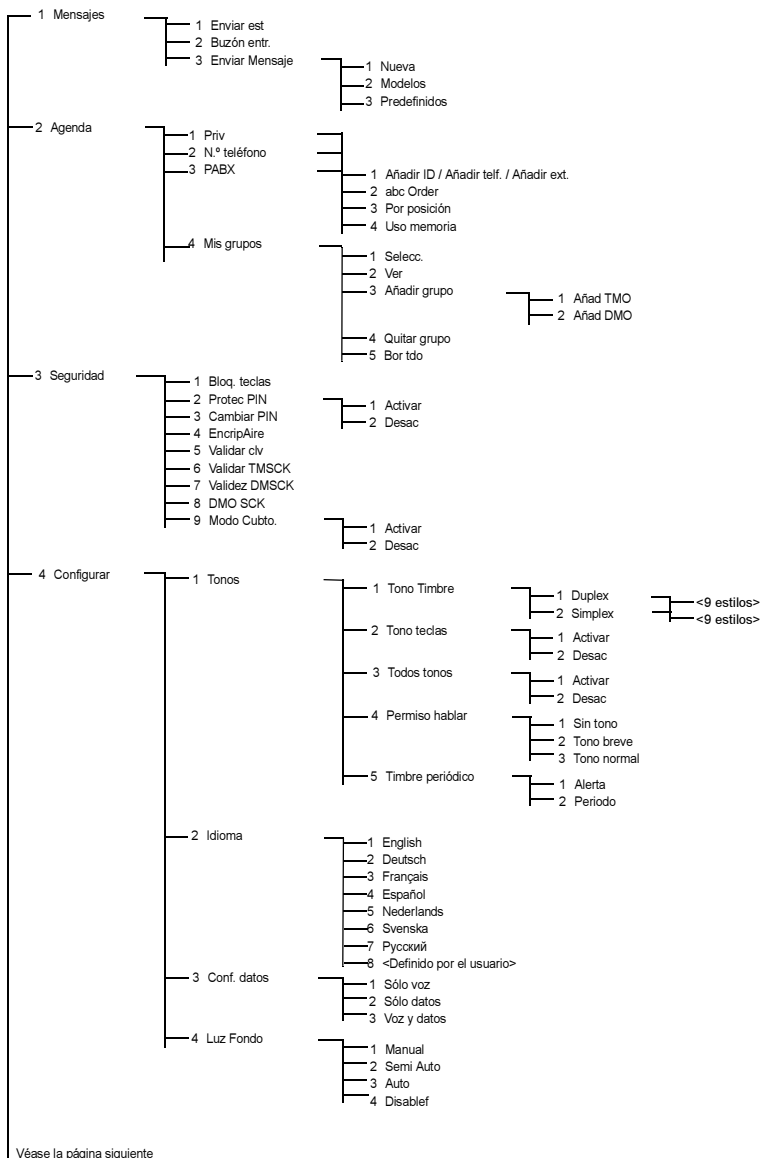 1 Mensajes
1 Enviar est
2 Buzón entr.
3 Enviar Mensaje
1 Nueva
2 Modelos
3 Predefinidos
2 Agenda
1 Priv
2 N.º teléfono
3 PABX
1 Añadir ID / Añadir telf. / Añadir ext.
2 abc Order
3 Por posición
4 Uso memoria
4 Mis grupos
1 Selecc.
2 Ver
3 Añadir grupo
1 Añad TMO
2 Añad DMO
4 Quitar grupo
5 Bor tdo
3 Seguridad
1 Bloq. teclas
2 Protec PIN
1 Activar
2 Desac
3 Cambiar PIN
4 EncripAire
5 Validar clv
6 Validar TMSCK
7 Validez DMSCK
8 DMO SCK
9 Modo Cubto.
1 Activar
2 Desac
4 Configurar
1 Tonos
1 Tono Timbre
1 Duplex
<9 estilos>
2 Simplex
<9 estilos>
2 Tono teclas
1 Activar
2 Desac
3 Todos tonos
1 Activar
2 Desac
4 Permiso hablar
1 Sin tono
2 Tono breve
3 Tono normal
5 Timbre periódico
1 Alerta
2 Periodo
2 Idioma
1 English
2 Deutsch
3 Français
4 Español
5 Nederlands
6 Svenska
7 Русский
8 <Definido por el usuario>
3 Conf. datos
1 Sólo voz
2 Sólo datos
3 Voz y datos
4 Luz Fondo
1 Manual
2 Semi Auto
3 Auto
4 Disablef
Véase la página siguiente